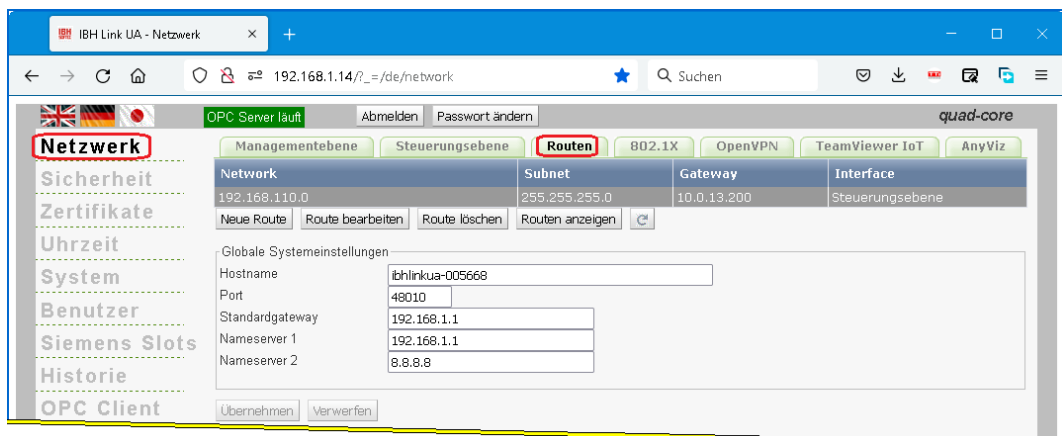 IBH Link UA - Netzwerk
192.168.1.14/?_=/de/network
Suchen
OPC Server läuft Abmelden Passwort ändern quad-core
Netzwerk
Sicherheit
Zertifikate
Uhrzeit
System
Benutzer
Siemens Slots
Historie
OPC Client
Managementebene Steuerungsebene Routen 802.1X OpenVPN TeamViewer IoT AnyViz
Network Subnet Gateway Interface
192.168.110.0 255.255.255.0 10.0.13.200 Steuerungsebene
Neue Route Route bearbeiten Route löschen Routen anzeigen
Globale Systemeinstellungen
Hostname ibhlinkua-005668
Port 48010
Standardgateway 192.168.1.1
Nameserver 1 192.168.1.1
Nameserver 2 8.8.8.8
Übernehmen Verwerfen